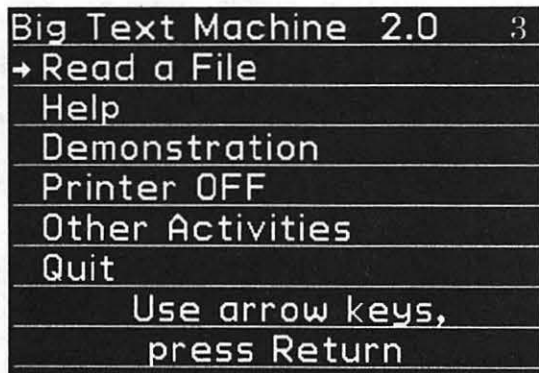 Big Text Machine 2.0 3
→ Read a File
Help
Demonstration
Printer OFF
Other Activities
Quit
Use arrow keys,
press Return